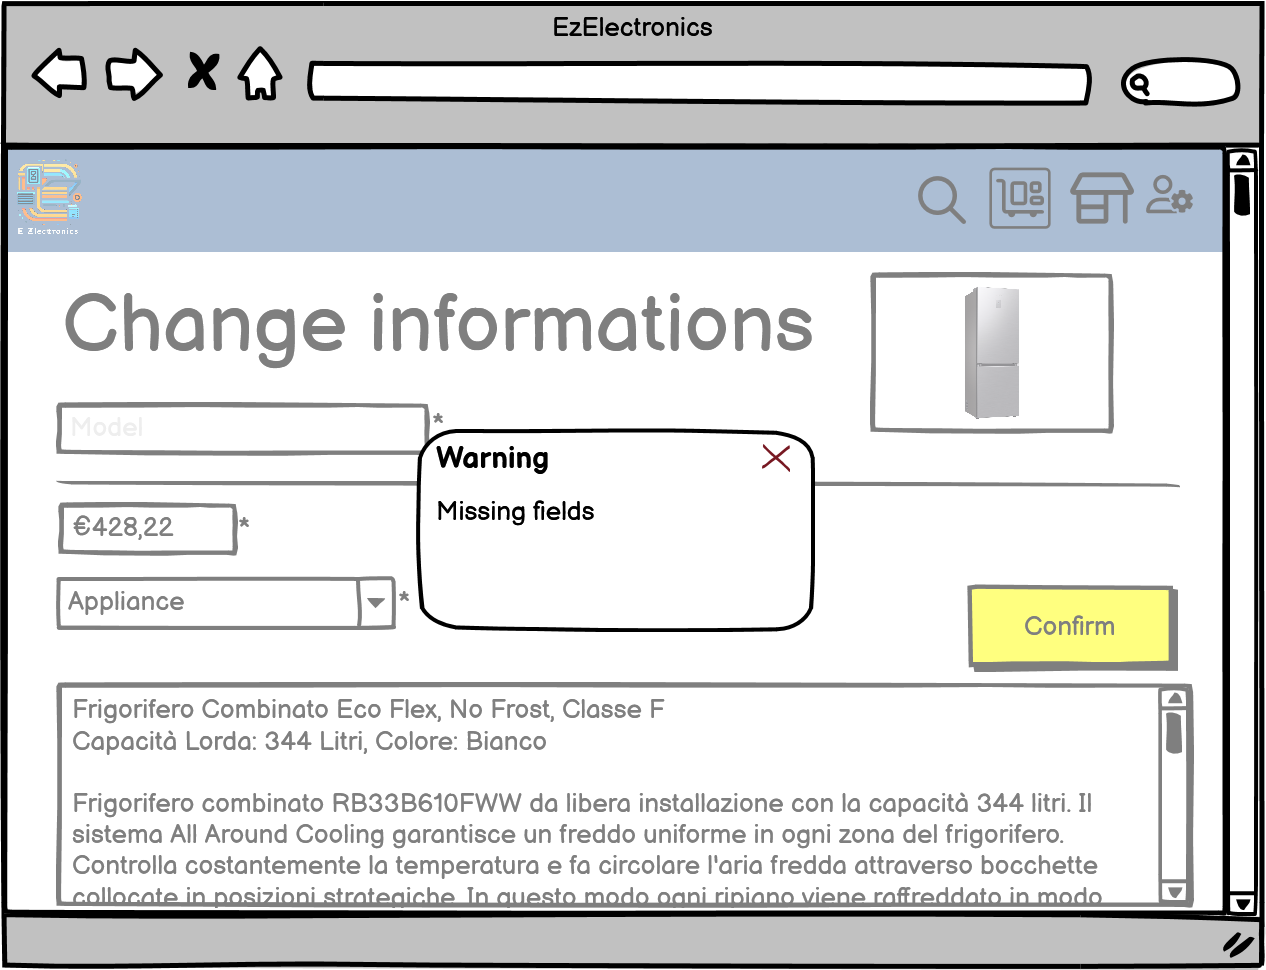 EzElectronics
E Electronics
Change informations
Model
*
Warning
Missing fields
€428,22
*
Appliance
*
Confirm
Frigorifero Combinato Eco Flex, No Frost, Classe F
Capacità Lorda: 344 Litri, Colore: Bianco
Frigorifero combinato RB33B610FWW da libera installazione con la capacità 344 litri. Il
sistema All Around Cooling garantisce un freddo uniforme in ogni zona del frigorifero.
Controlla costantemente la temperatura e fa circolare l'aria fredda attraverso bocchette
collocate in posizioni strategiche. In questo modo ogni ripiano viene raffreddato in modo